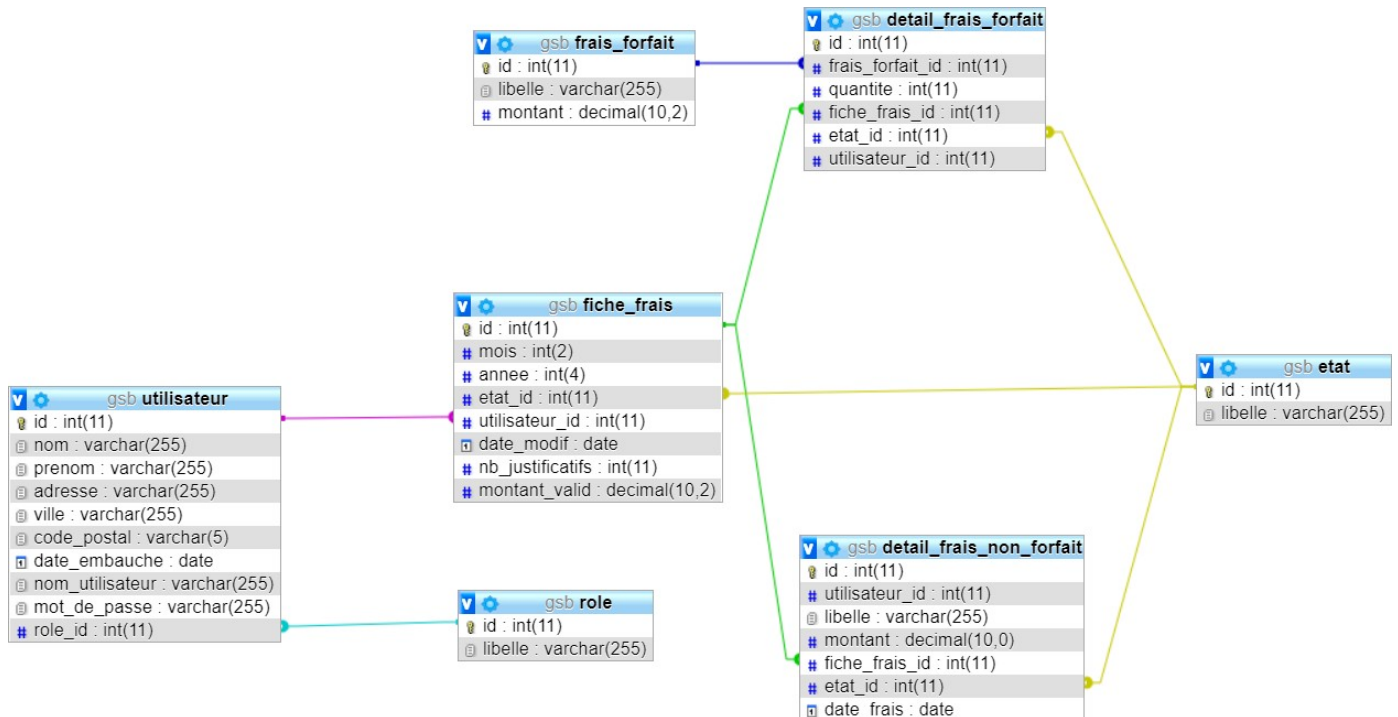 gsb frais_forfait
id : int(11)
libelle : varchar(255)
montant : decimal(10,2)
gsb detail_frais_forfait
id : int(11)
frais_forfait_id : int(11)
quantite : int(11)
fiche_frais_id : int(11)
etat_id : int(11)
utilisateur_id : int(11)
gsb fiche_frais
id : int(11)
mois : int(2)
annee : int(4)
etat_id : int(11)
utilisateur_id : int(11)
date_modif : date
nb_justificatifs : int(11)
montant_valid : decimal(10,2)
gsb etat
id : int(11)
libelle : varchar(255)
gsb utilisateur
id : int(11)
nom : varchar(255)
prenom : varchar(255)
adresse : varchar(255)
ville : varchar(255)
code_postal : varchar(5)
date_embauche : date
nom_utilisateur : varchar(255)
mot_de_passe : varchar(255)
role_id : int(11)
gsb role
id : int(11)
libelle : varchar(255)
gsb detail_frais_non_forfait
id : int(11)
utilisateur_id : int(11)
libelle : varchar(255)
montant : decimal(10,0)
fiche_frais_id : int(11)
etat_id : int(11)
date_frais : date